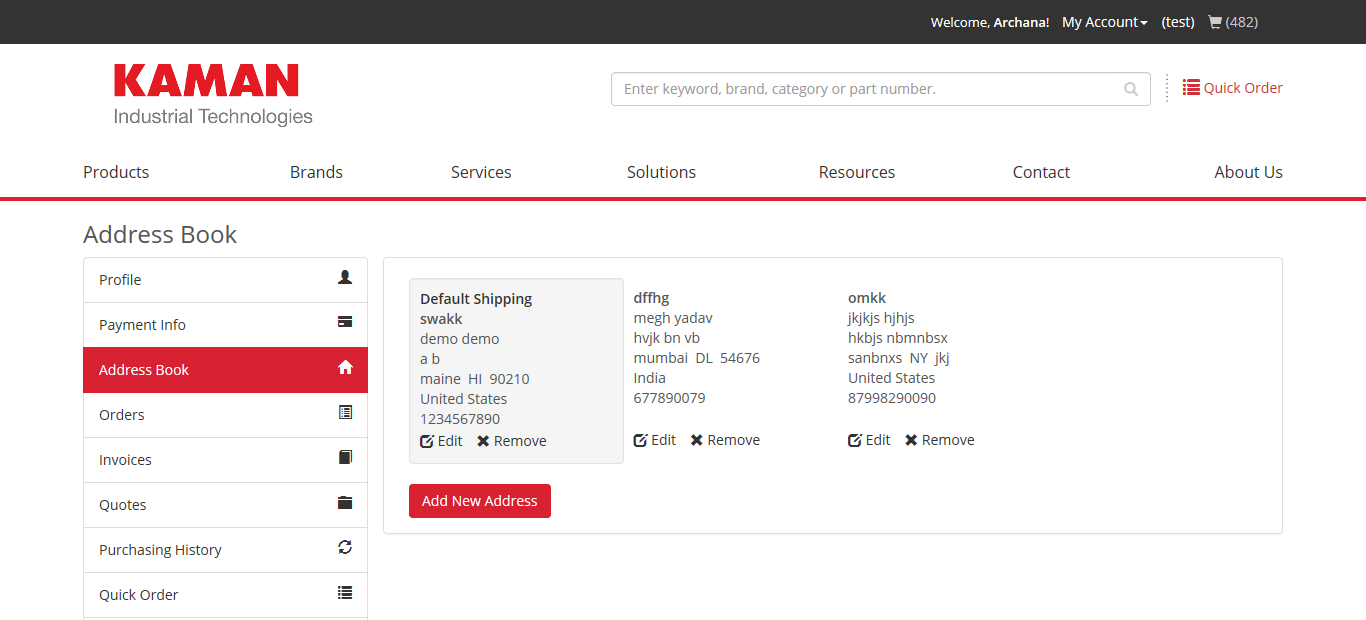 Welcome, Archana! My Account (test) (482)
KAMAN
Industrial Technologies
Enter keyword, brand, category or part number.
Quick Order
Products Brands Services Solutions Resources Contact About Us
Address Book
Profile
Payment Info
Address Book
Orders
Invoices
Quotes
Purchasing History
Quick Order
Default Shipping
swakk
demo demo
a b
maine HI 90210
United States
1234567890
Edit Remove
dffhg
megh yadav
hvjk bn vb
mumbai DL 54676
India
677890079
Edit Remove
omkk
jkjkjs hjhjs
hkbjs nbmnbsx
sanbnxs NY jkj
United States
87998290090
Edit Remove
Add New Address